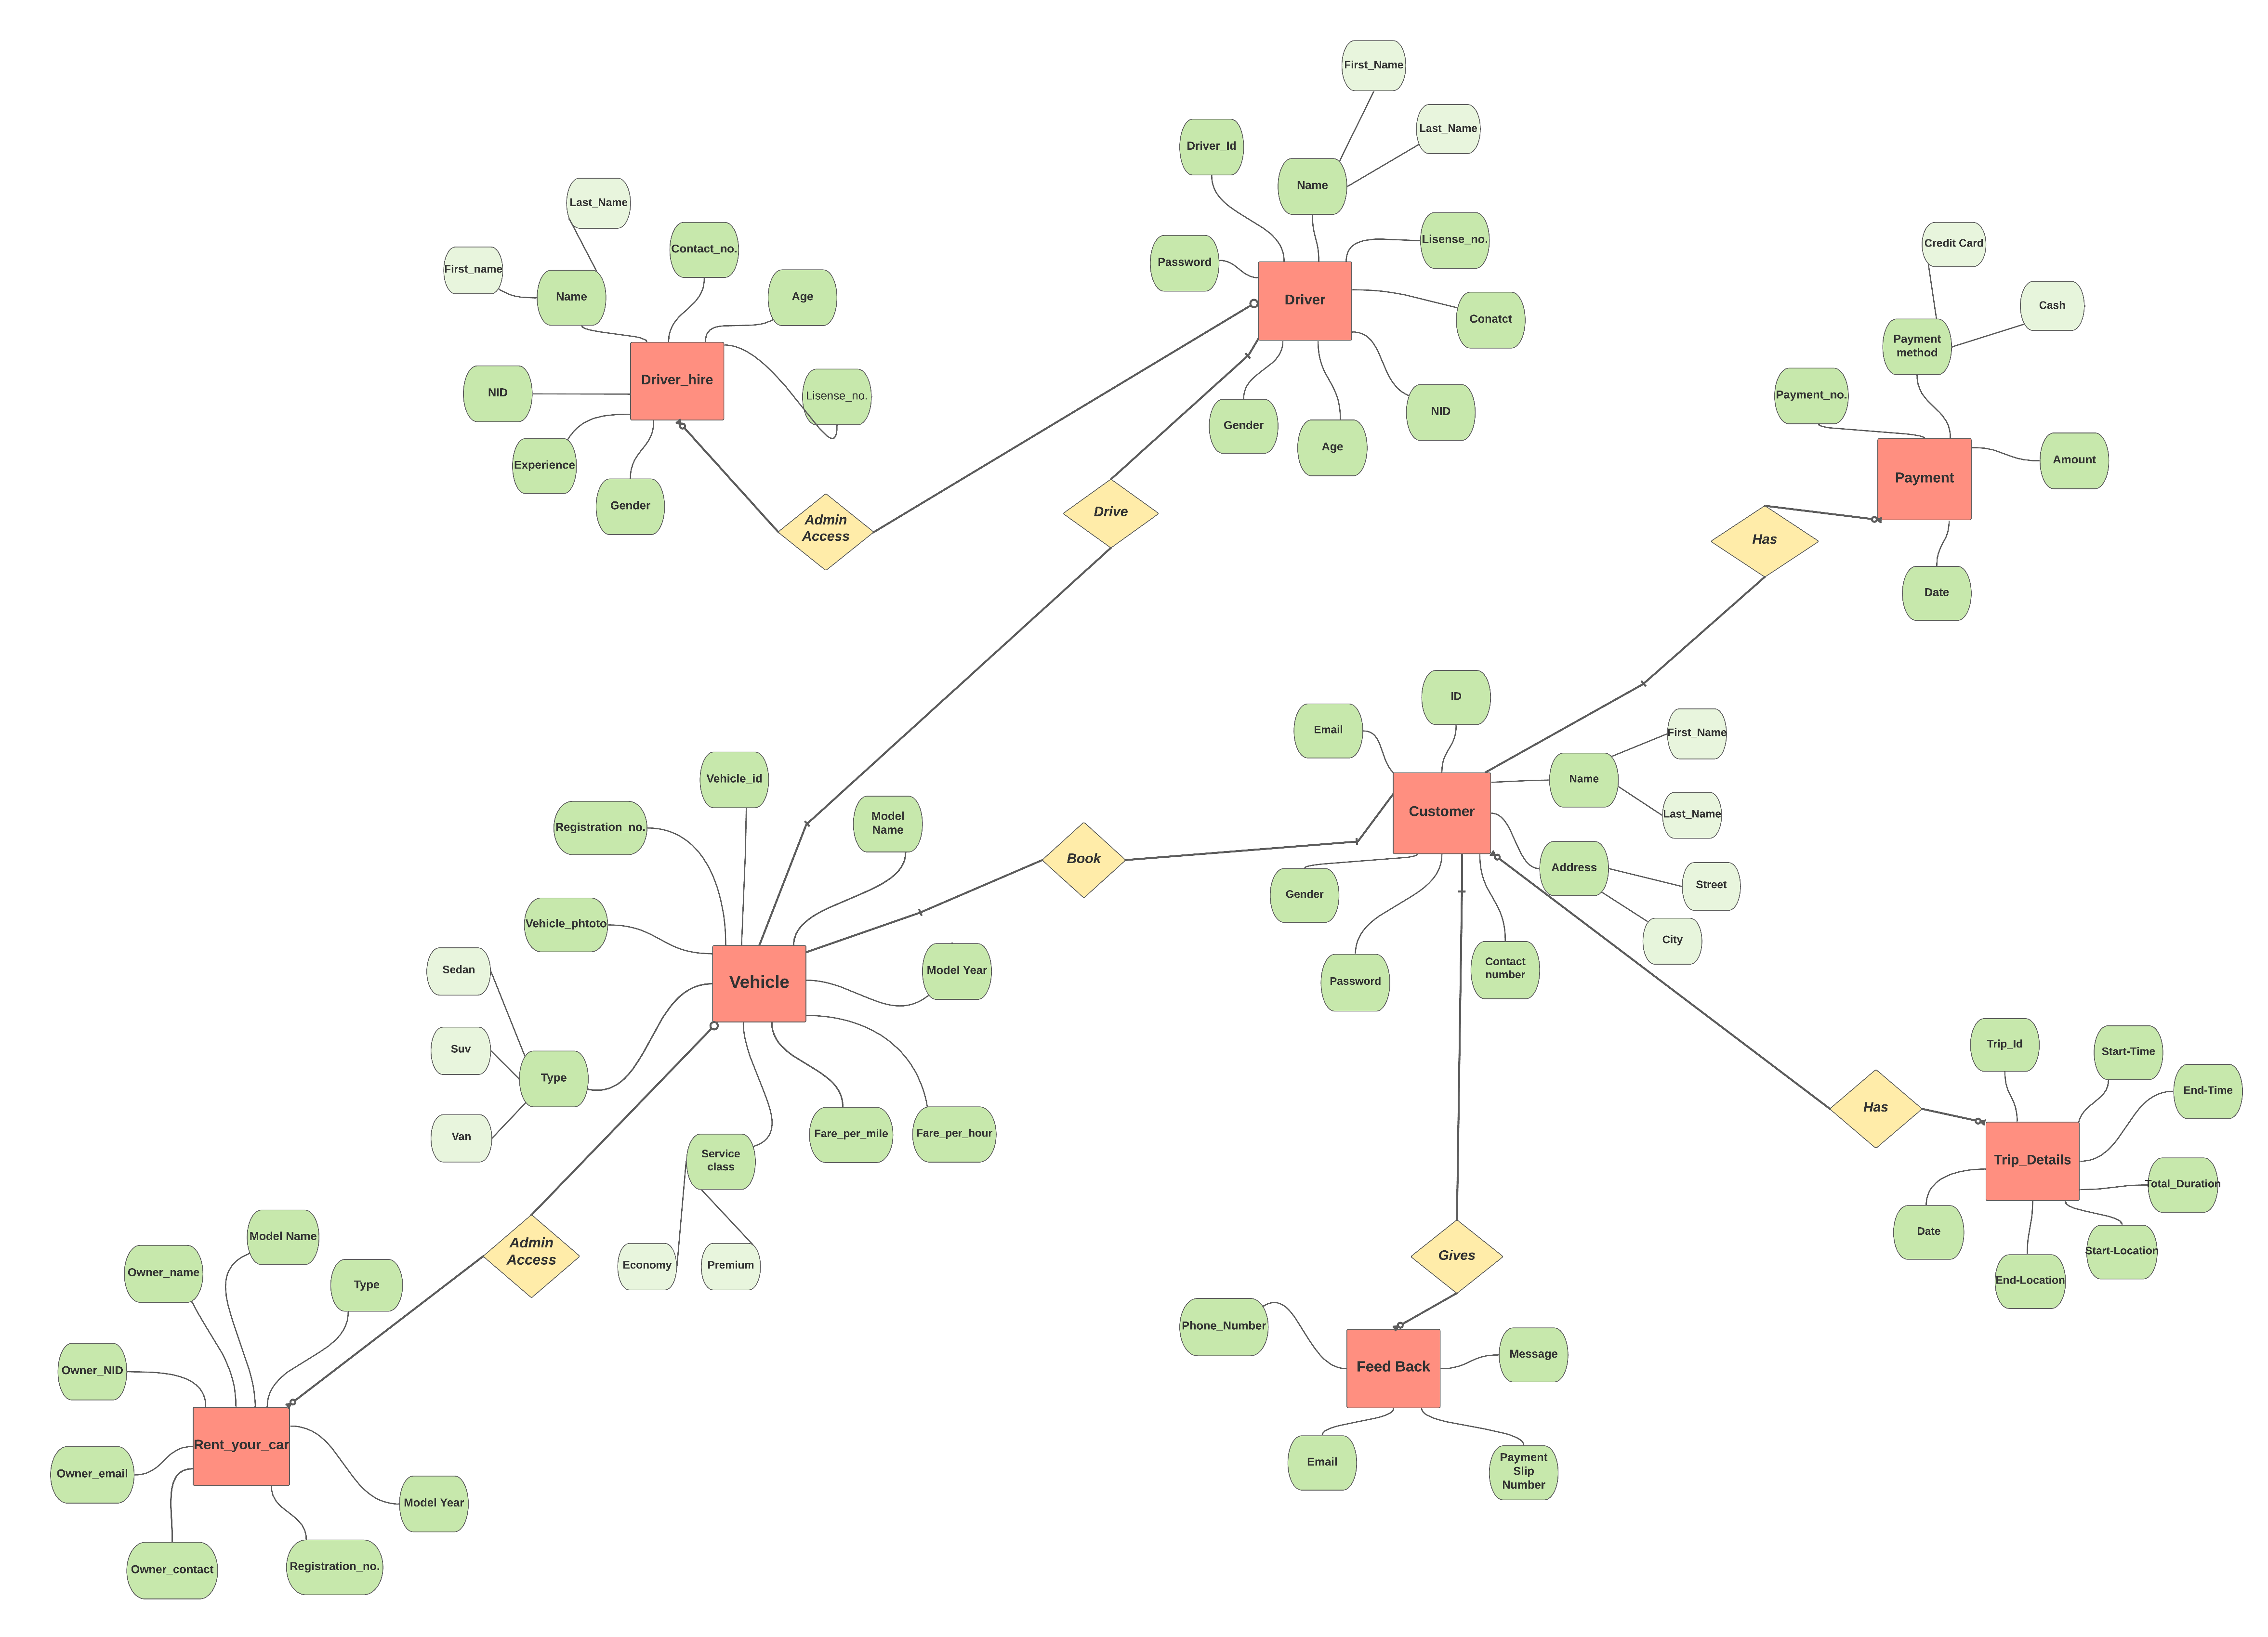 First_Name
Last_Name
Driver_Id
Name
Password
Lisense_no.
Driver
Conatct
Gender
Age
NID
Last_Name
First_name
Name
Contact_no.
Age
Driver_hire
NID
Lisense_no.
Experience
Gender
Admin
Access
Drive
Credit Card
Cash
Payment
method
Payment_no.
Amount
Payment
Has
Date
ID
Email
First_Name
Name
Last_Name
Customer
Address
Street
City
Gender
Password
Contact
number
Book
Vehicle_id
Registration_no.
Model
Name
Vehicle_phtoto
Sedan
Vehicle
Model Year
Suv
Type
Van
Service
class
Fare_per_mile
Fare_per_hour
Economy
Premium
Admin
Access
Model Name
Owner_name
Type
Owner_NID
Rent_your_car
Owner_email
Model Year
Owner_contact
Registration_no.
Trip_Id
Start-Time
End-Time
Has
Trip_Details
Total_Duration
Date
Start-Location
End-Location
Gives
Phone_Number
Message
Feed Back
Email
Payment
Slip
Number